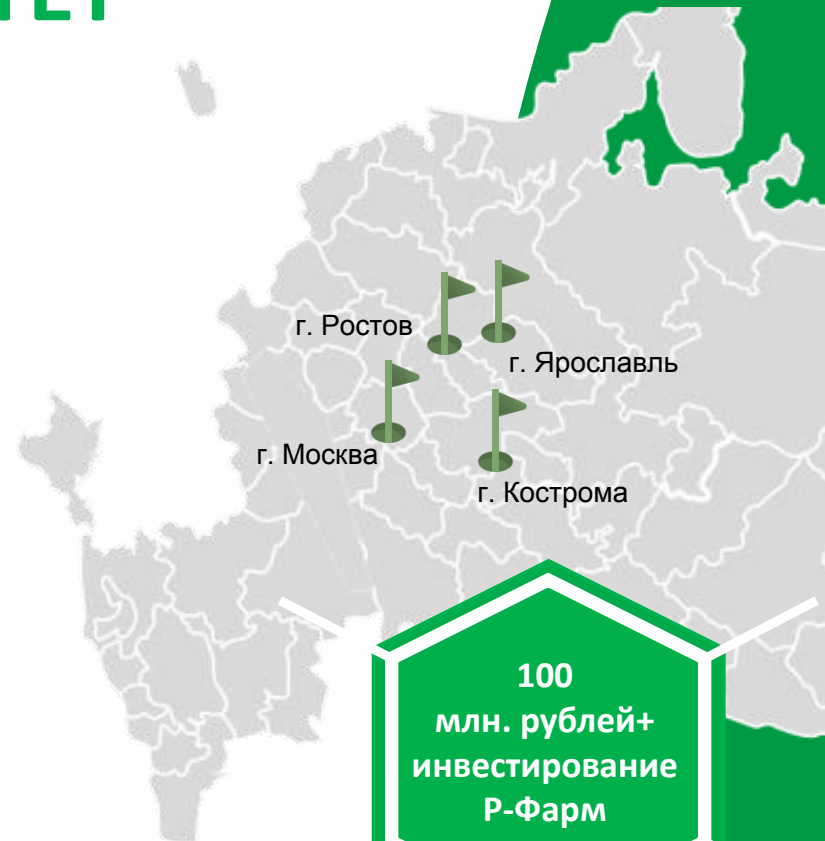 г. Ростов
г. Ярославль
г. Москва
г. Кострома
100
млн. рублей+
инвестирование
Р-Фарм